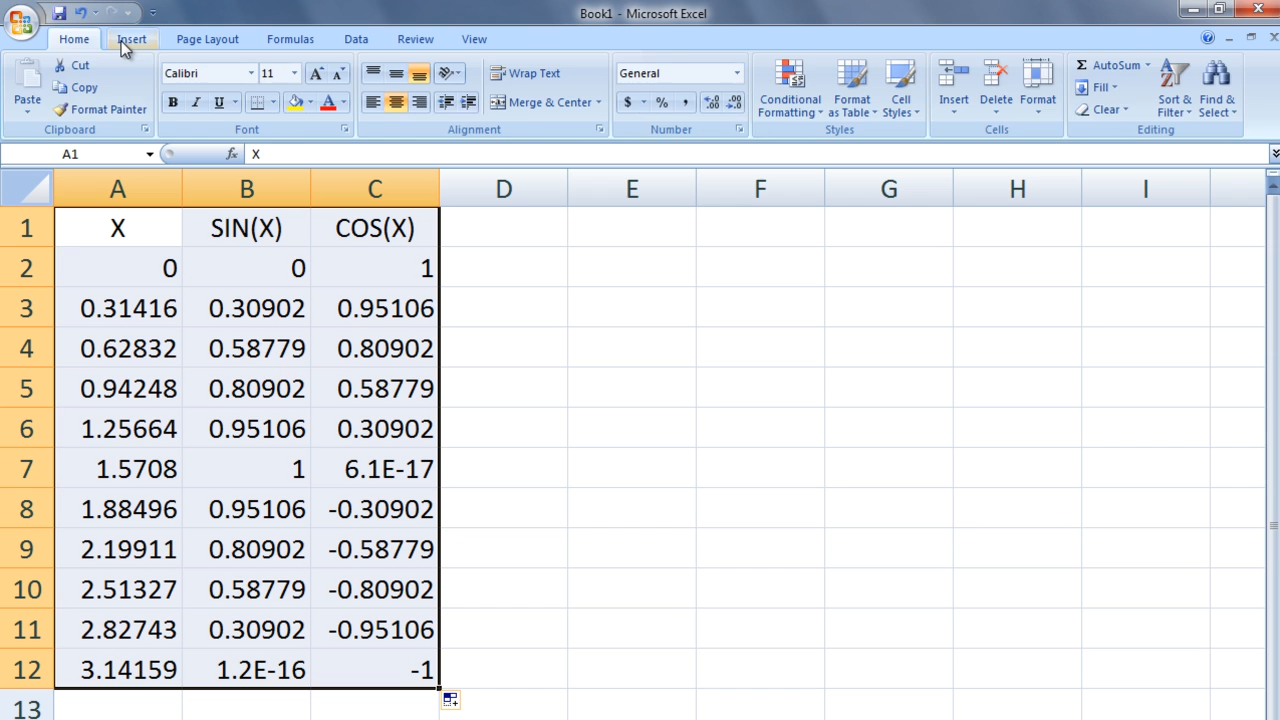 Book1 - Microsoft Excel
Home Insert Page Layout Formulas Data Review View
Paste
Cut
Copy
Format Painter
Clipboard
Calibri 11
B I U
Font
Wrap Text
Merge & Center
Alignment
General
$ % , .00
Number
Conditional Formatting
Format as Table
Cell Styles
Styles
Insert Delete Format
Cells
Σ AutoSum
Fill
Clear
Sort & Filter
Find & Select
Editing
A1 fx X
A B C D E F G H I
1 X SIN(X) COS(X)
2 0 0 1
3 0.31416 0.30902 0.95106
4 0.62832 0.58779 0.80902
5 0.94248 0.80902 0.58779
6 1.25664 0.95106 0.30902
7 1.5708 1 6.1E-17
8 1.88496 0.95106 -0.30902
9 2.19911 0.80902 -0.58779
10 2.51327 0.58779 -0.80902
11 2.82743 0.30902 -0.95106
12 3.14159 1.2E-16 -1
13